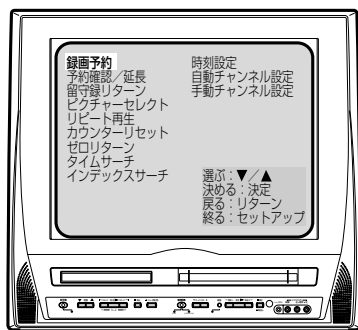 録画予約
予約確認／延長
留守録リターン
ピクチャーセレクト
リピート再生
カウンターリセット
ゼロリターン
タイムサーチ
インデックスサーチ
時刻設定
自動チャンネル設定
手動チャンネル設定
選ぶ：▼／▲
決める：決定
戻る：リターン
終る：セットアップ